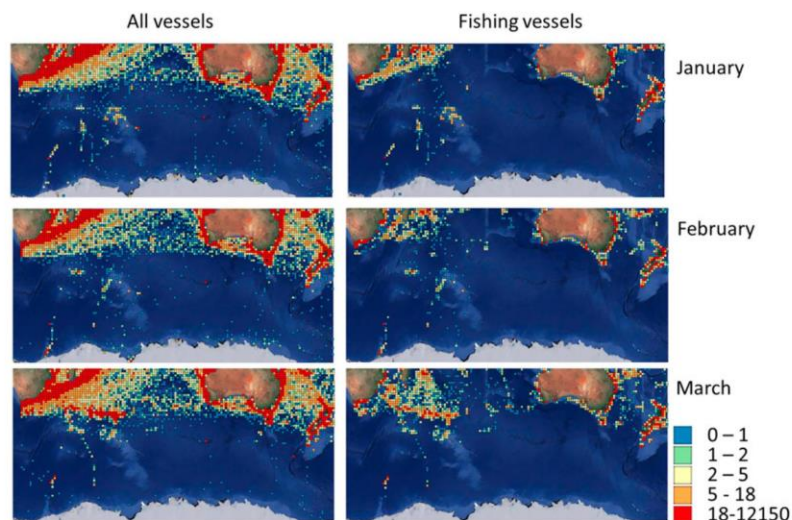 All vessels
Fishing vessels
January
February
March
0 – 1
1 – 2
2 – 5
5 - 18
18-12150